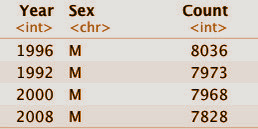 Year Sex Count
<int> <chr> <int>
1996 M 8036
1992 M 7973
2000 M 7968
2008 M 7828